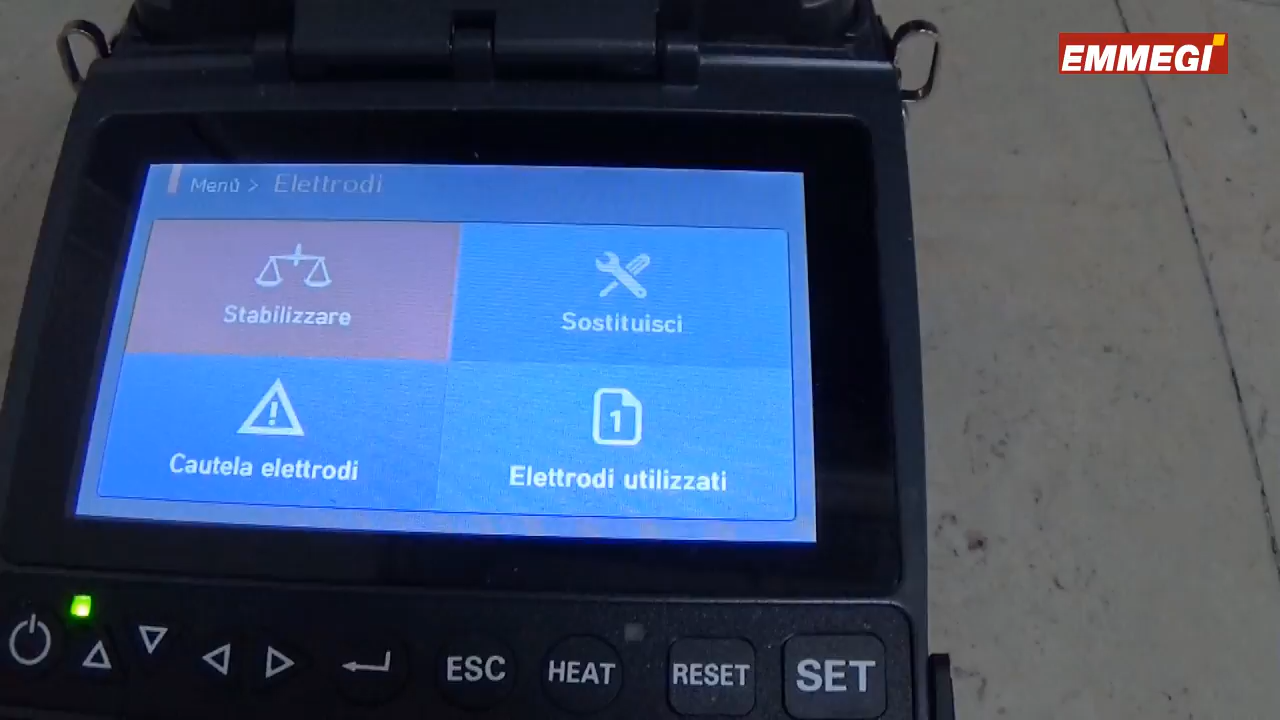 EMMEGI
Menù > Elettrodi
Stabilizzare
Sostituisci
1
Cautela elettrodi
Elettrodi utilizzati
ESC
HEAT
RESET
SET